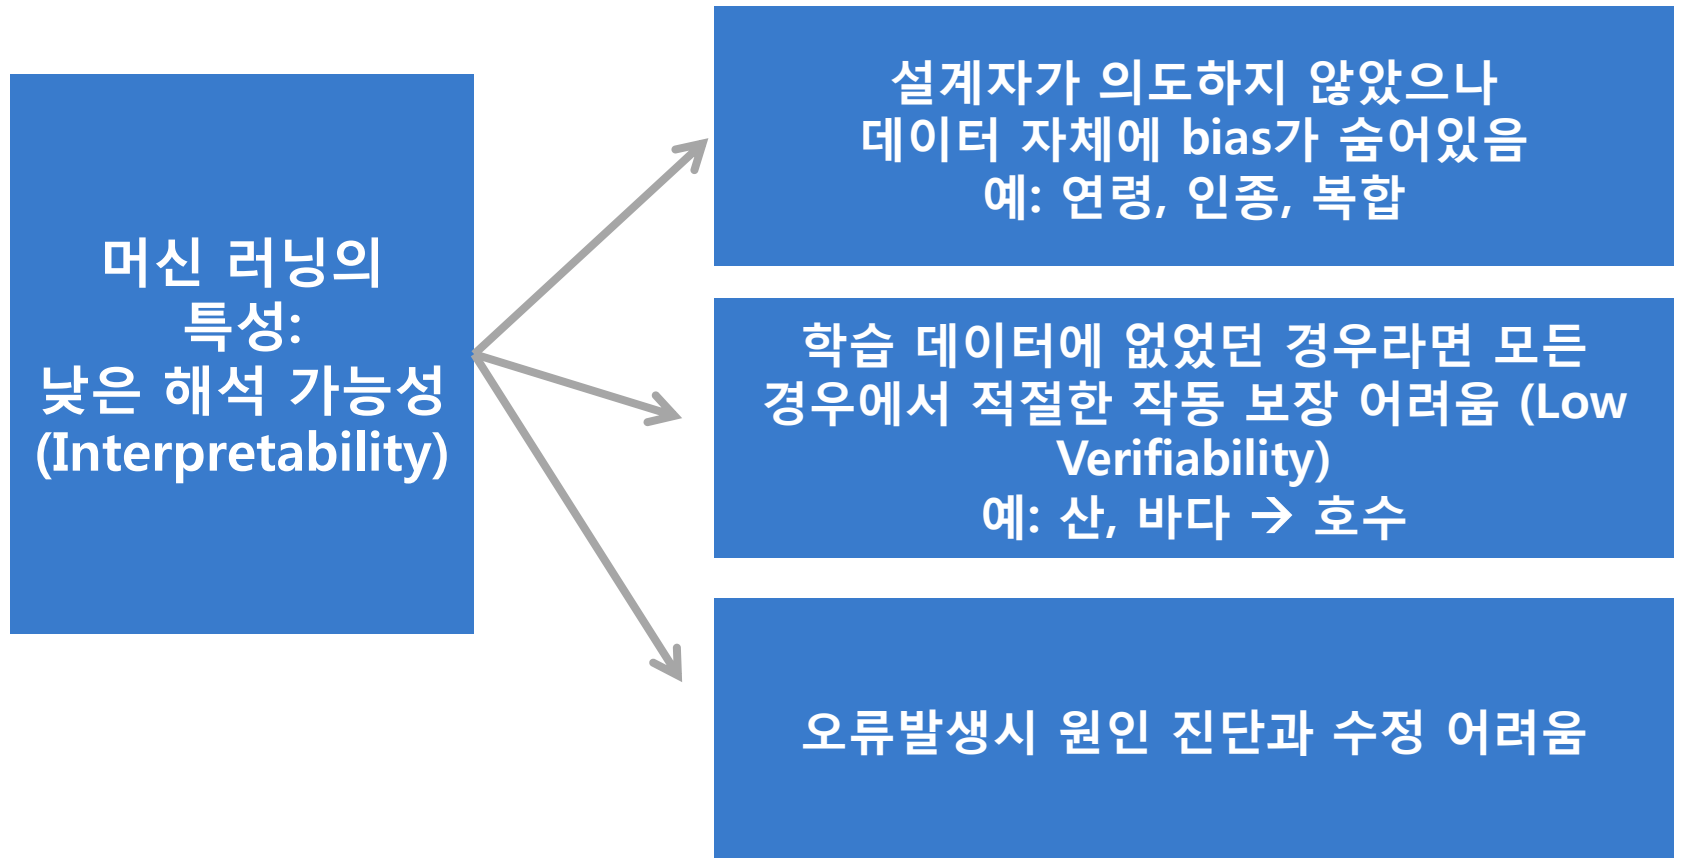 머신 러닝의
특성:
낮은 해석 가능성
(Interpretability)
설계자가 의도하지 않았으나
데이터 자체에 bias가 숨어있음
예: 연령, 인종, 복합
학습 데이터에 없었던 경우라면 모든
경우에서 적절한 작동 보장 어려움 (Low
Verifiability)
예: 산, 바다 → 호수
오류발생시 원인 진단과 수정 어려움